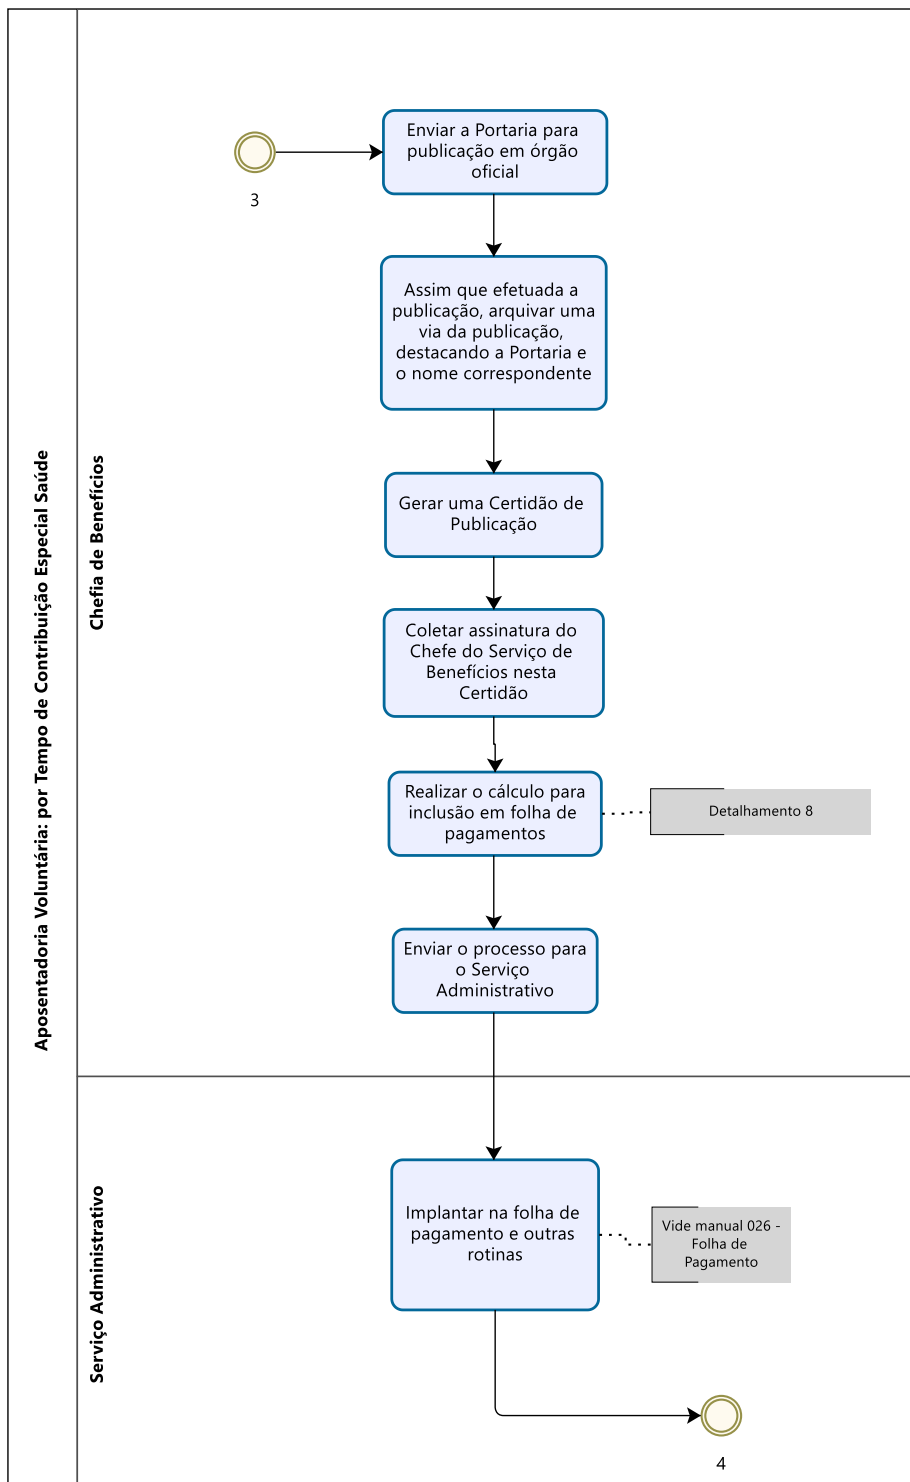 Aposentadoria Voluntária: por Tempo de Contribuição Especial Saúde
Chefia de Benefícios
3
Enviar a Portaria para
publicação em órgão
oficial
Assim que efetuada a
publicação, arquivar uma
via da publicação,
destacando a Portaria e
o nome correspondente
Gerar uma Certidão de
Publicação
Coletar assinatura do
Chefe do Serviço de
Benefícios nesta
Certidão
Realizar o cálculo para
inclusão em folha de
pagamentos
Detalhamento 8
Enviar o processo para
o Serviço
Administrativo
Serviço Administrativo
Implantar na folha de
pagamento e outras
rotinas
Vide manual 026 -
Folha de
Pagamento
4